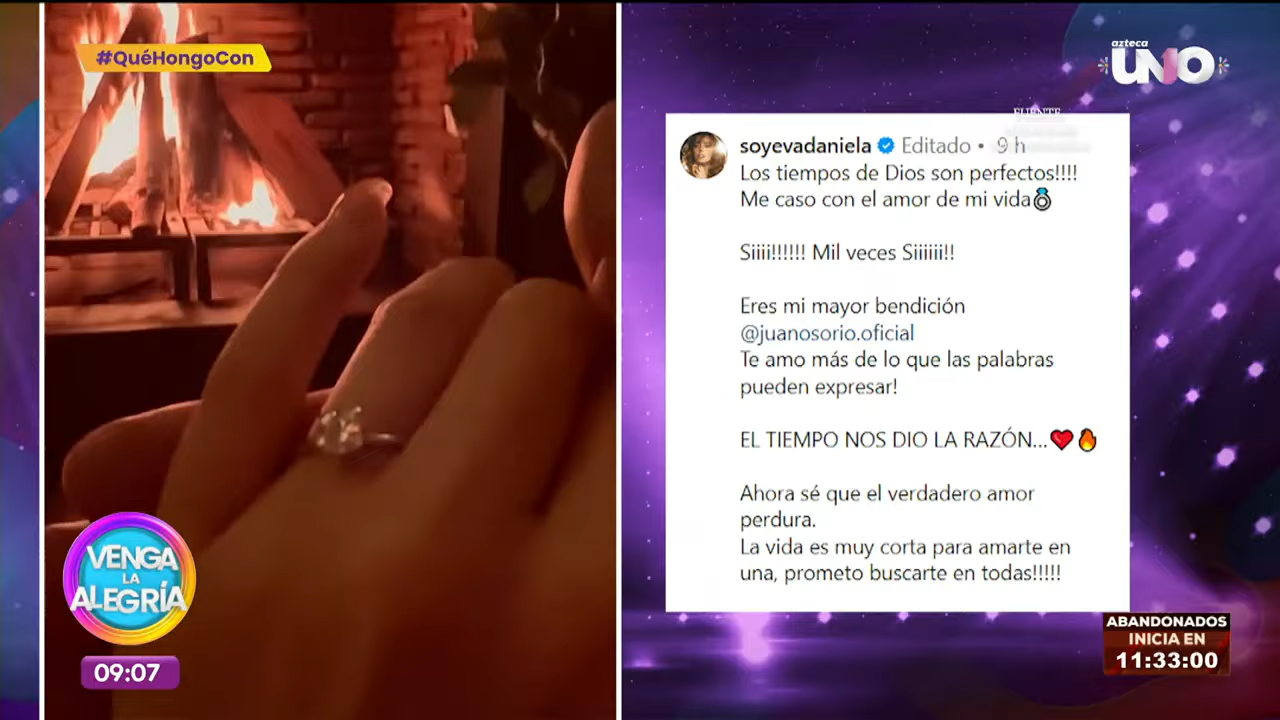 #QuéHongoCon
azteca
UNO
FUENTE
soyevadaniela Editado • 9 h
Los tiempos de Dios son perfectos!!!!
Me caso con el amor de mi vida💍
Siiii!!!!!! Mil veces Siiiiii!!
Eres mi mayor bendición
@juanosorio.oficial
Te amo más de lo que las palabras
pueden expresar!
EL TIEMPO NOS DIO LA RAZÓN...❤️🔥
Ahora sé que el verdadero amor
perdura.
La vida es muy corta para amarte en
una, prometo buscarte en todas!!!!!
VENGA
LA
ALEGRÍA
09:07
ABANDONADOS
INICIA EN
11:33:00